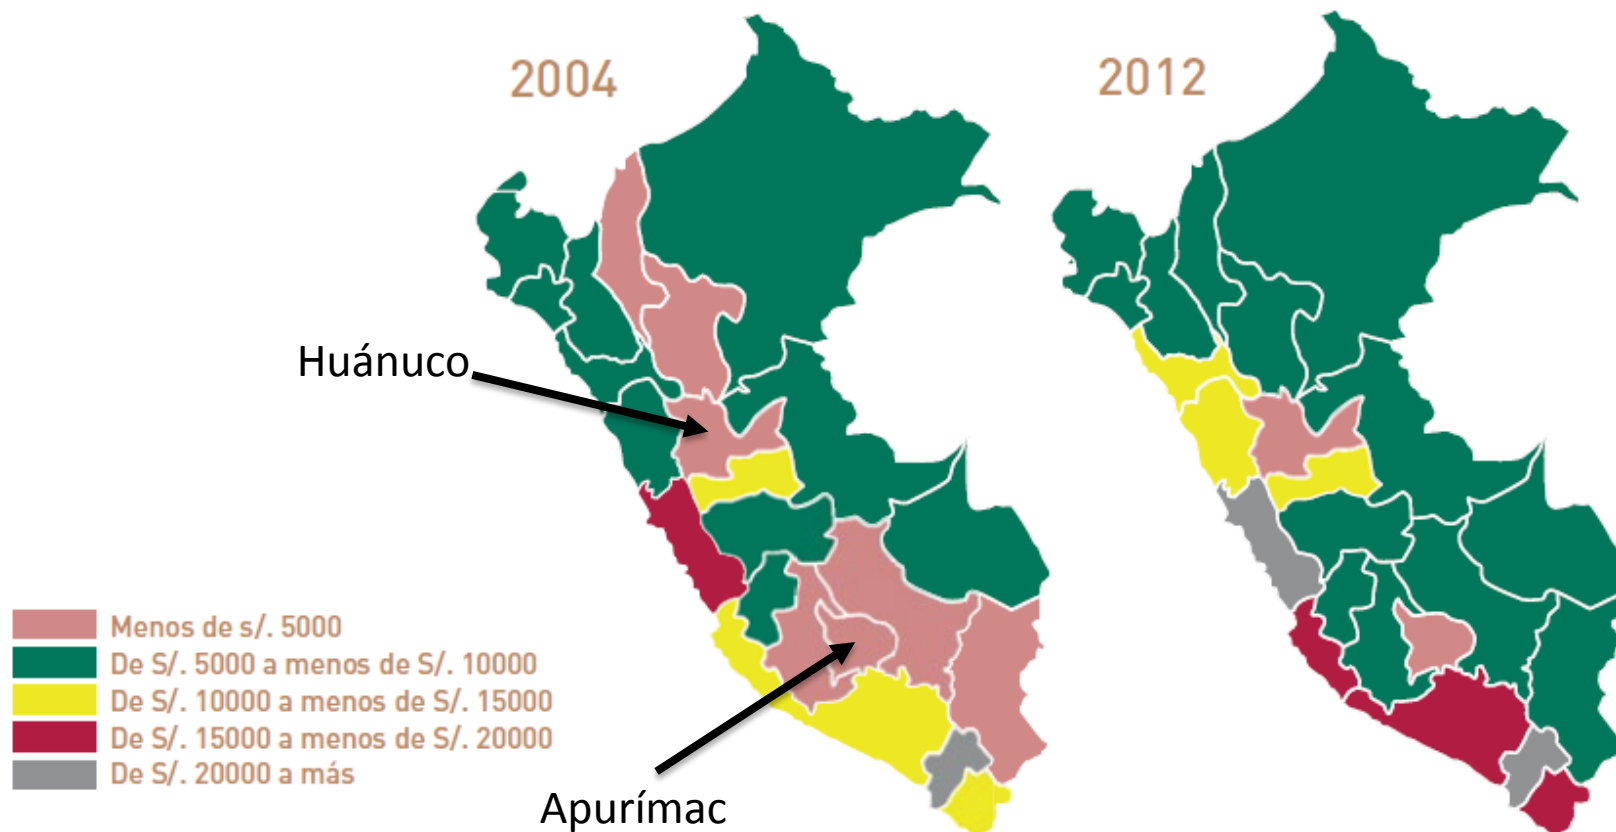 2004
2012
Huánuco
Menos de s/. 5000
De S/. 5000 a menos de S/. 10000
De S/. 10000 a menos de S/. 15000
De S/. 15000 a menos de S/. 20000
De S/. 20000 a más
Apurímac